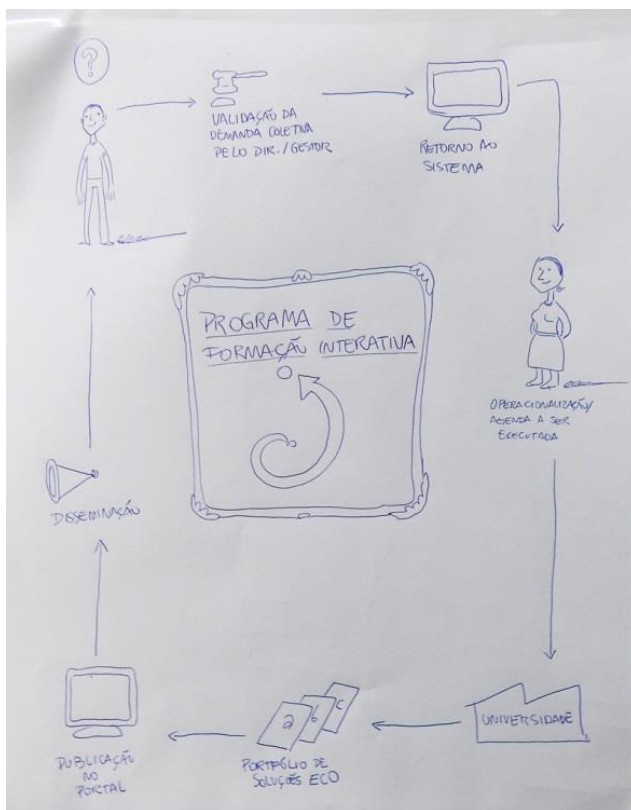 ?
VALIDAÇÃO DA
DEMANDA COLETIVA
PELO DIR./GESTOR
RETORNO AO
SISTEMA
PROGRAMA DE
FORMAÇÃO INTERATIVA
OPERACIONALIZAÇÃO/
AGENDA A SER
EXECUTADA
DISSEMINAÇÃO
UNIVERSIDADE
a b c
PORTFÓLIO DE
SOLUÇÕES ECO
PUBLICAÇÃO
NO
PORTAL